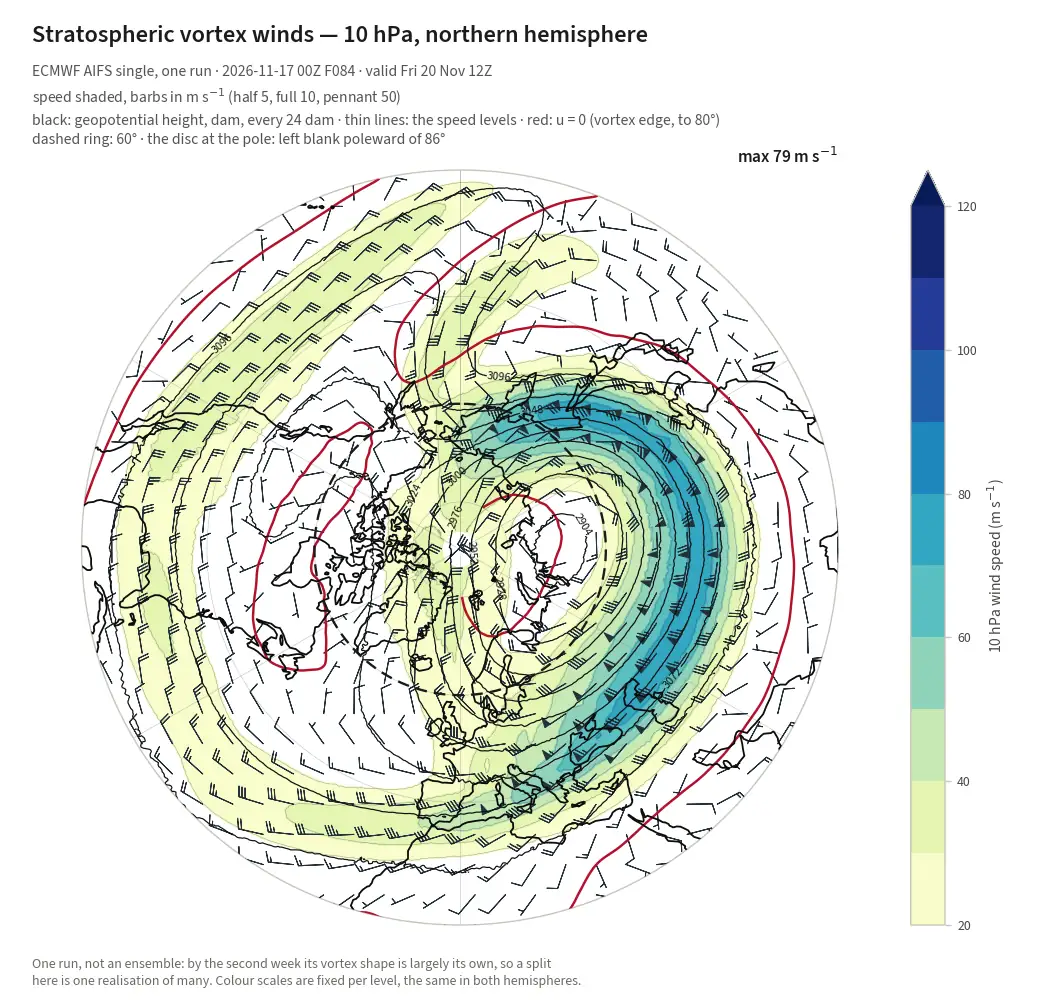 Stratospheric vortex winds — 10 hPa, northern hemisphere
ECMWF AIFS single, one run · 2026-11-17 00Z F084 · valid Fri 20 Nov 12Z
speed shaded, barbs in m s−1 (half 5, full 10, pennant 50)
black: geopotential height, dam, every 24 dam · thin lines: the speed levels · red: u = 0 (vortex edge, to 80°)
dashed ring: 60° · the disc at the pole: left blank poleward of 86°
max 79 m s−1
120
100
80
60
40
20
10 hPa wind speed (m s−1)
3096
3096
3048
3024
3000
2976
2904
2928
3072
One run, not an ensemble: by the second week its vortex shape is largely its own, so a split
here is one realisation of many. Colour scales are fixed per level, the same in both hemispheres.